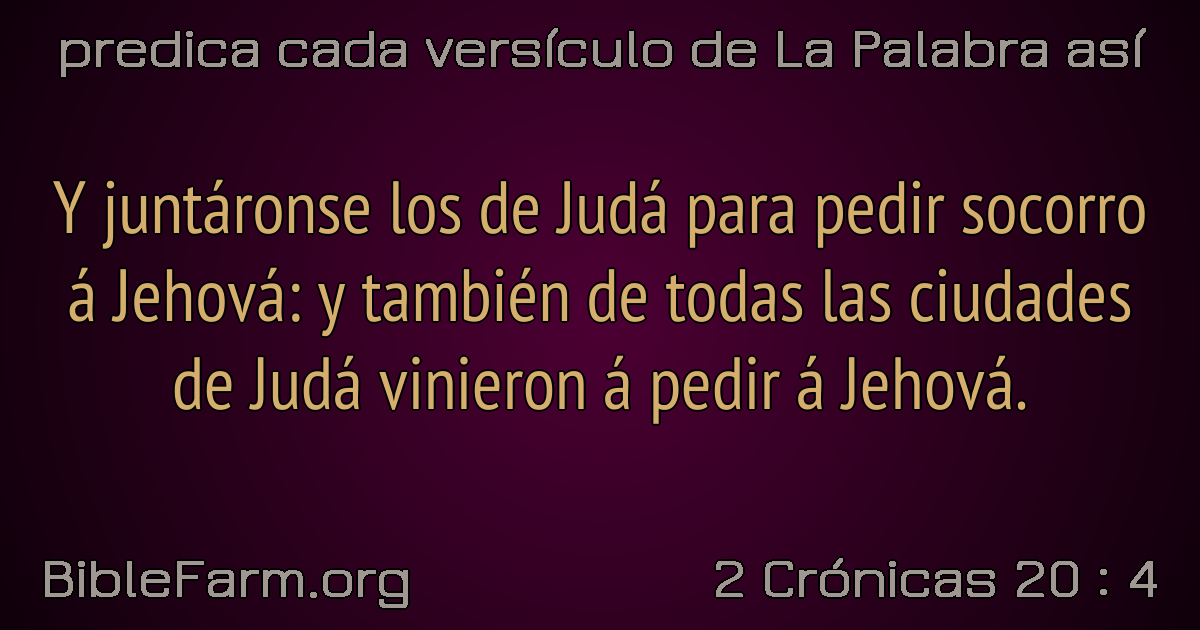 predica cada versículo de La Palabra así
Y juntáronse los de Judá para pedir socorro
á Jehová: y también de todas las ciudades
de Judá vinieron á pedir á Jehová.
BibleFarm.org
2 Crónicas 20 : 4